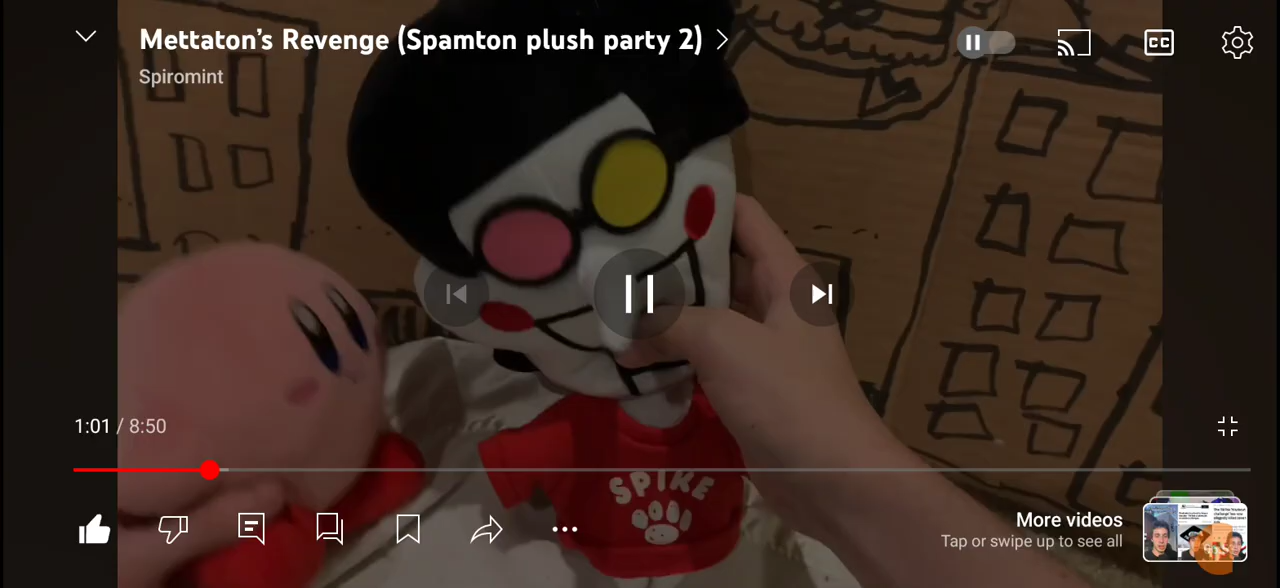 Mettaton's Revenge (Spamton plush party 2)
Spiromint
CC
1:01 / 8:50
SPIKE
More videos
Tap or swipe up to see all